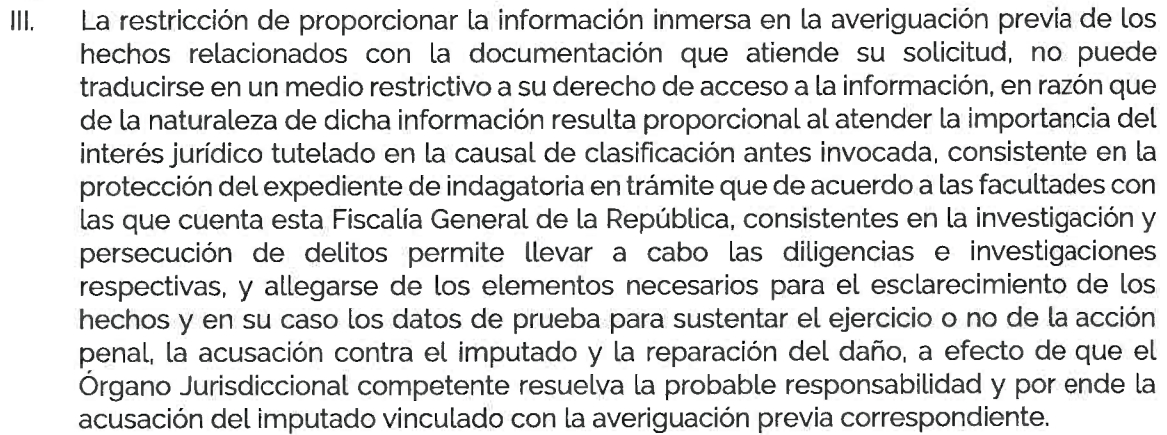 III. La restricción de proporcionar la información inmersa en la averiguación previa de los
hechos relacionados con la documentación que atiende su solicitud, no puede
traducirse en un medio restrictivo a su derecho de acceso a la información, en razón que
de la naturaleza de dicha información resulta proporcional al atender la importancia del
interés jurídico tutelado en la causal de clasificación antes invocada, consistente en la
protección del expediente de indagatoria en trámite que de acuerdo a las facultades con
las que cuenta esta Fiscalía General de la República, consistentes en la investigación y
persecución de delitos permite llevar a cabo las diligencias e investigaciones
respectivas, y allegarse de los elementos necesarios para el esclarecimiento de los
hechos y en su caso los datos de prueba para sustentar el ejercicio o no de la acción
penal, la acusación contra el imputado y la reparación del daño, a efecto de que el
Órgano Jurisdiccional competente resuelva la probable responsabilidad y por ende la
acusación del imputado vinculado con la averiguación previa correspondiente.